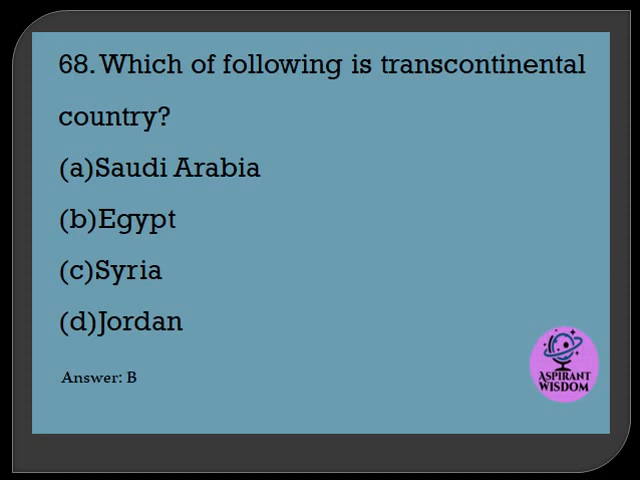 68. Which of following is transcontinental
country?
(a)Saudi Arabia
(b)Egypt
(c)Syria
(d)Jordan
Answer: B
ASPIRANT
WISDOM